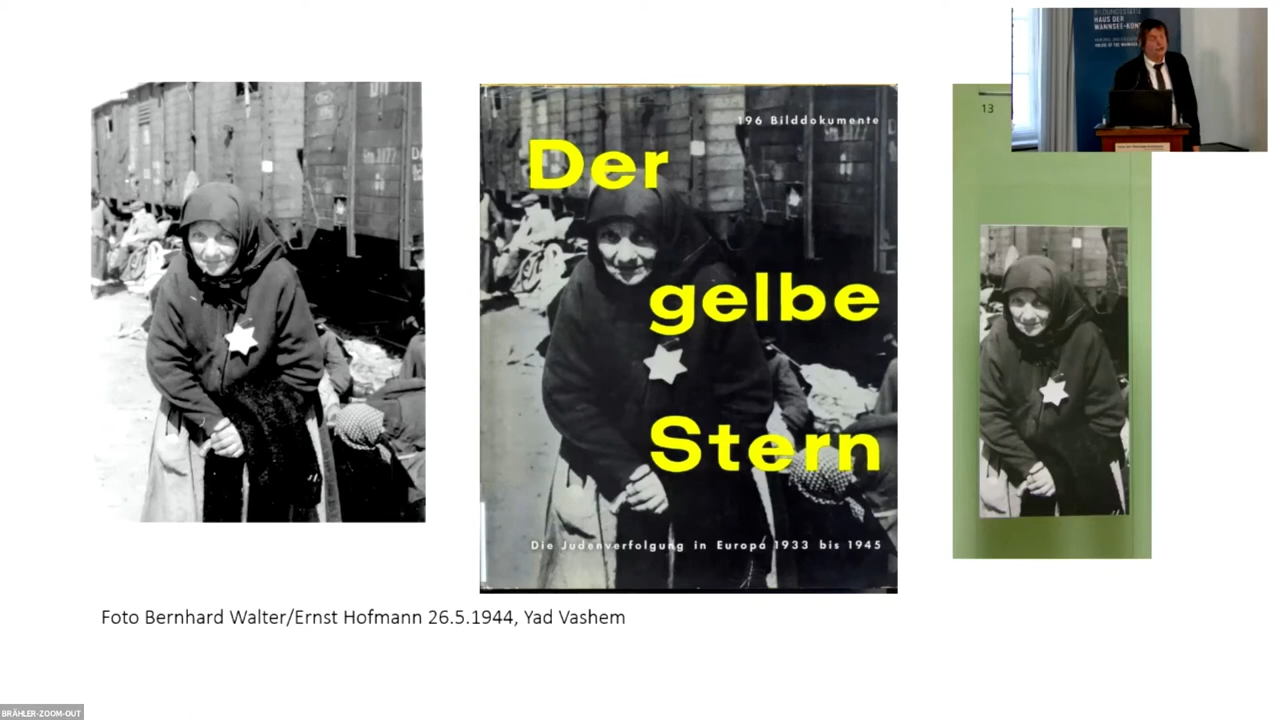 196 Bilddokumente
Der
gelbe
Stern
Die Judenverfolgung in Europa 1933 bis 1945
13
HAUS DER
WANNSEE-KON
Foto Bernhard Walter/Ernst Hofmann 26.5.1944, Yad Vashem
BRÄHLER-ZOOM-OUT